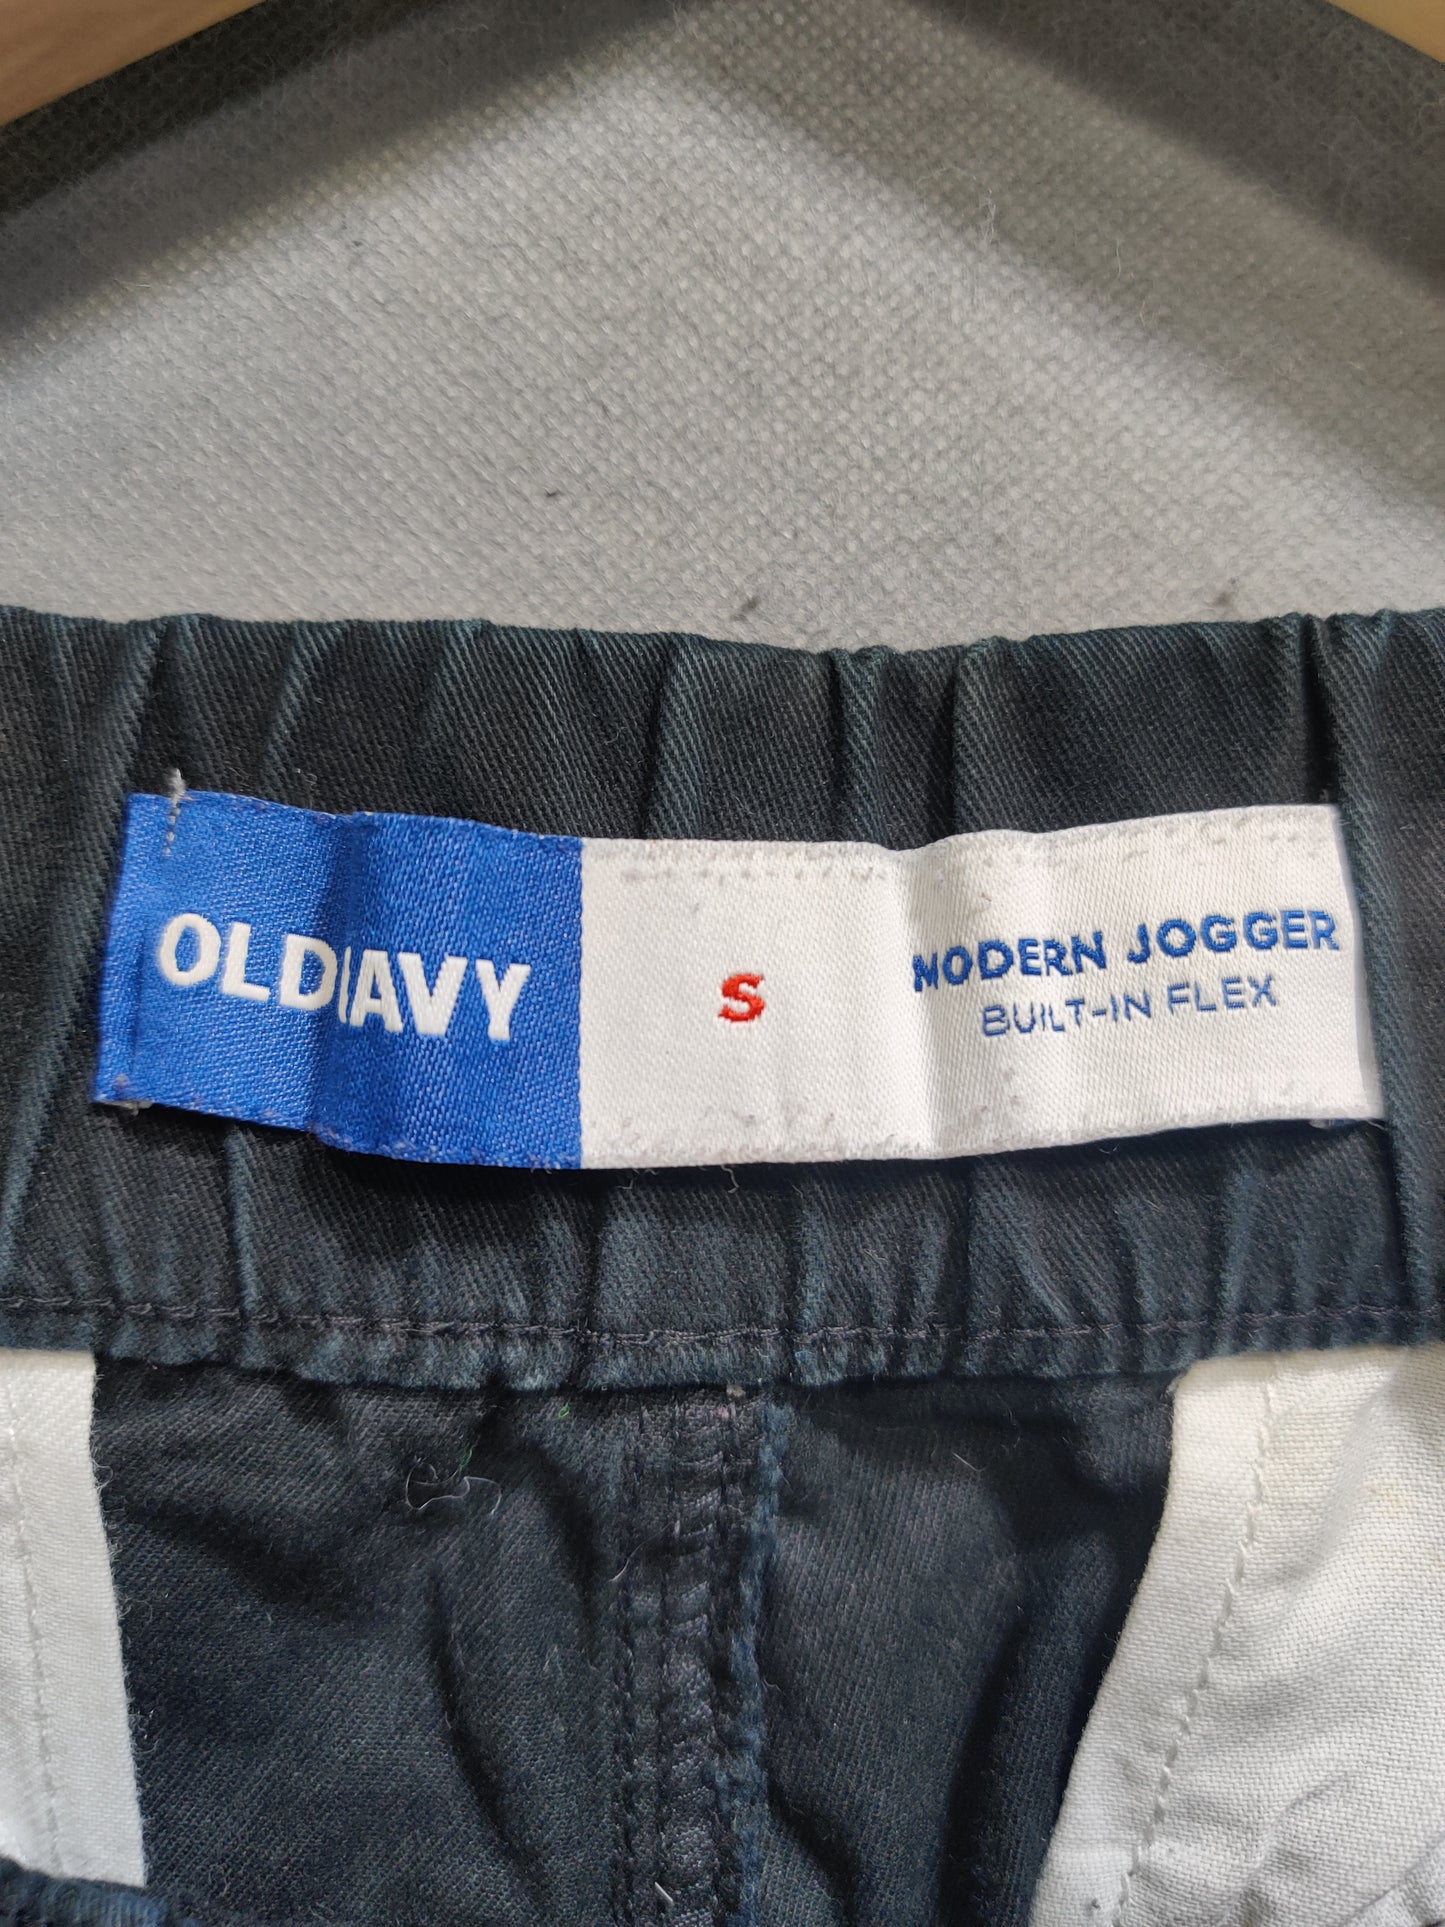 OLD NAVY
S
MODERN JOGGER
BUILT-IN FLEX